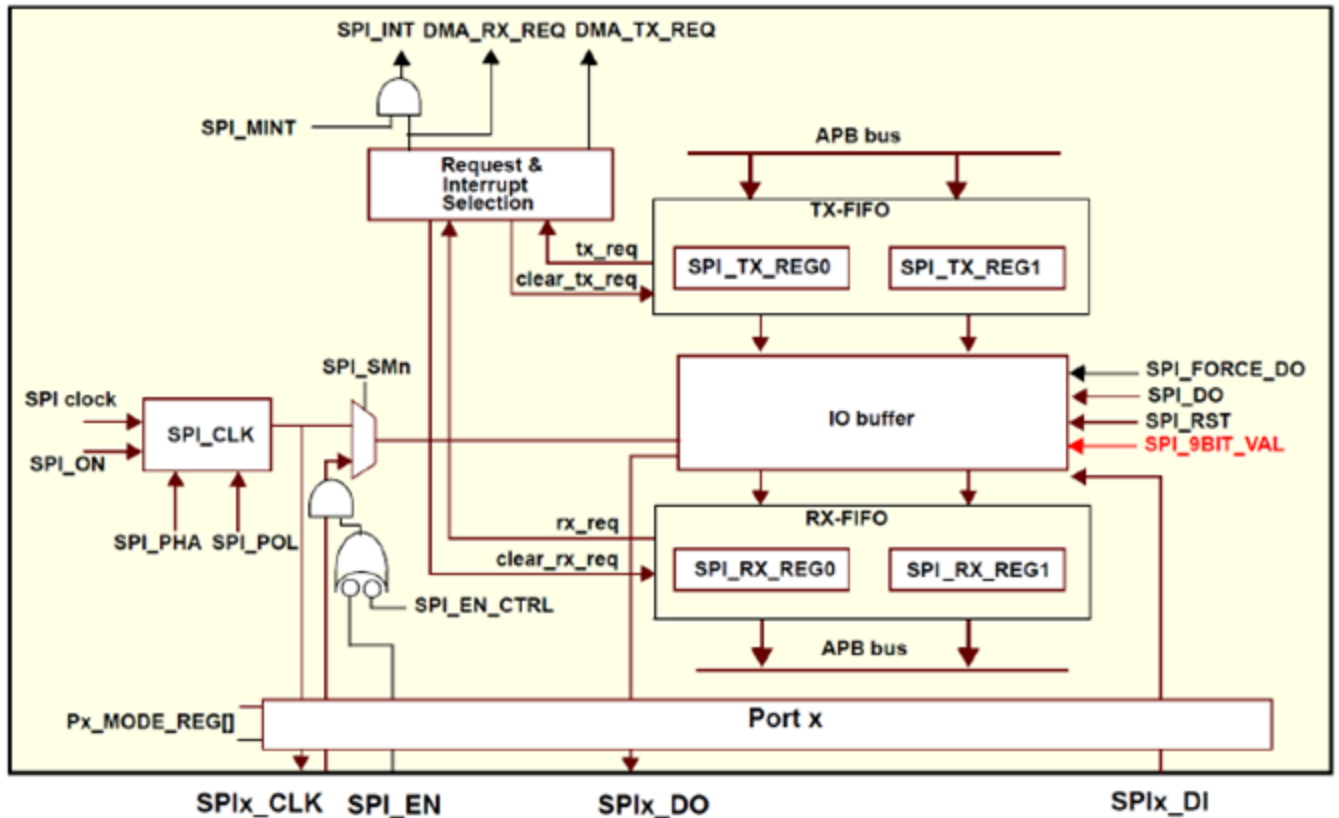 SPI_INT DMA_RX_REQ DMA_TX_REQ
SPI_MINT
APB bus
Request &
Interrupt
Selection
TX-FIFO
tx_req
SPI_TX_REG0
SPI_TX_REG1
clear_tx_req
SPI_SMn
SPI_FORCE_DO
SPI clock
SPI_DO
IO buffer
SPI_RST
SPI_CLK
SPI_9BIT_VAL
SPI_ON
rx_req
RX-FIFO
SPI_PHA SPI_POL
clear_rx_req
SPI_RX_REG0
SPI_RX_REG1
SPI_EN_CTRL
APB bus
Px_MODE_REG[]
Port x
SPIx_CLK
SPI_EN
SPIx_DO
SPIx_DI